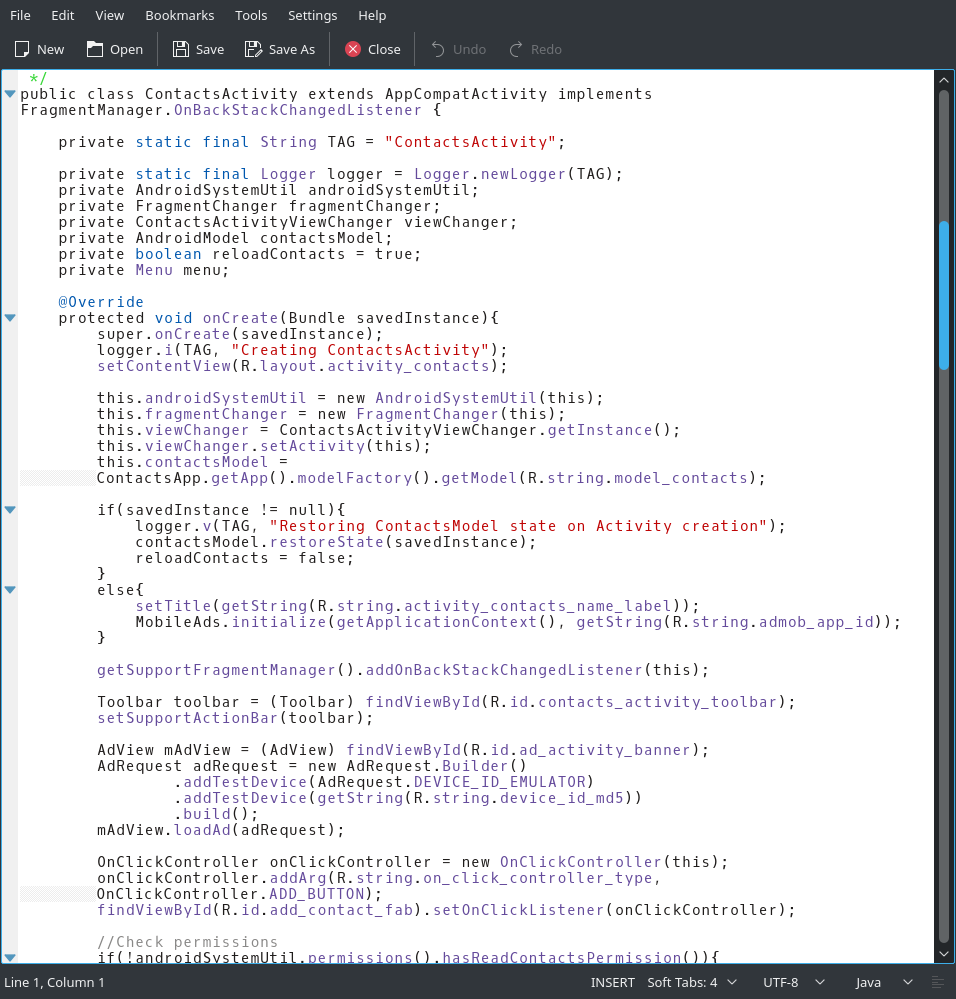 File Edit View Bookmarks Tools Settings Help
New Open Save Save As Close Undo Redo
*/
public class ContactsActivity extends AppCompatActivity implements
FragmentManager.OnBackStackChangedListener {
private static final String TAG = "ContactsActivity";
private static final Logger logger = Logger.newLogger(TAG);
private AndroidSystemUtil androidSystemUtil;
private FragmentChanger fragmentChanger;
private ContactsActivityViewChanger viewChanger;
private AndroidModel contactsModel;
private boolean reloadContacts = true;
private Menu menu;
@Override
protected void onCreate(Bundle savedInstance){
super.onCreate(savedInstance);
logger.i(TAG, "Creating ContactsActivity");
setContentView(R.layout.activity_contacts);
this.androidSystemUtil = new AndroidSystemUtil(this);
this.fragmentChanger = new FragmentChanger(this);
this.viewChanger = ContactsActivityViewChanger.getInstance();
this.viewChanger.setActivity(this);
this.contactsModel =
ContactsApp.getApp().modelFactory().getModel(R.string.model_contacts);
if(savedInstance != null){
logger.v(TAG, "Restoring ContactsModel state on Activity creation");
contactsModel.restoreState(savedInstance);
reloadContacts = false;
}
else{
setTitle(getString(R.string.activity_contacts_name_label));
MobileAds.initialize(getApplicationContext(), getString(R.string.admob_app_id));
}
getSupportFragmentManager().addOnBackStackChangedListener(this);
Toolbar toolbar = (Toolbar) findViewById(R.id.contacts_activity_toolbar);
setSupportActionBar(toolbar);
AdView mAdView = (AdView) findViewById(R.id.ad_activity_banner);
AdRequest adRequest = new AdRequest.Builder()
.addTestDevice(AdRequest.DEVICE_ID_EMULATOR)
.addTestDevice(getString(R.string.device_id_md5))
.build();
mAdView.loadAd(adRequest);
OnClickController onClickController = new OnClickController(this);
onClickController.addArg(R.string.on_click_controller_type,
OnClickController.ADD_BUTTON);
findViewById(R.id.add_contact_fab).setOnClickListener(onClickController);
//Check permissions
if(!androidSystemUtil.permissions().hasReadContactsPermission()){
Line 1, Column 1 INSERT Soft Tabs: 4 UTF-8 Java